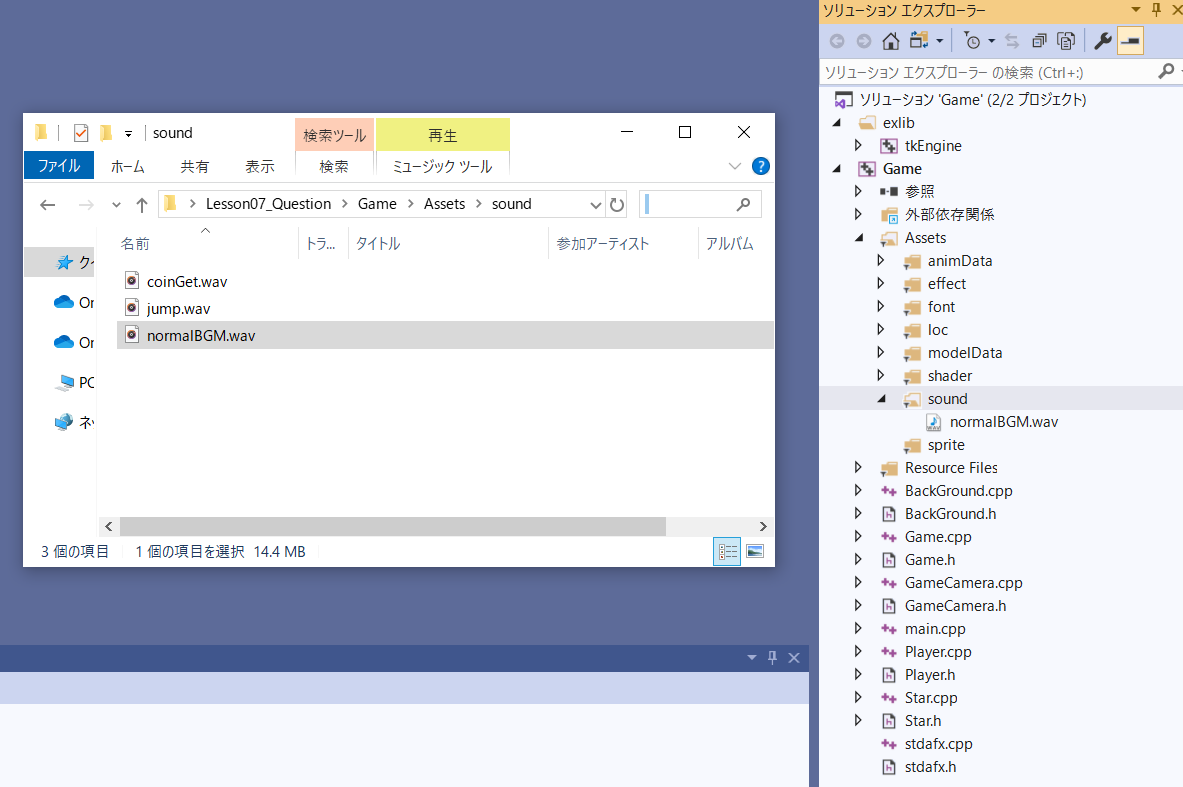 sound
検索ツール
再生
ファイル
ホーム
共有
表示
検索
ミュージック ツール
Lesson07_Question
Game
Assets
sound
名前
トラ...
タイトル
参加アーティスト
アルバム
coinGet.wav
jump.wav
normalBGM.wav
ク
On
On
PC
ネ
3 個の項目
1 個の項目を選択 14.4 MB
ソリューション エクスプローラー
ソリューション エクスプローラー の検索 (Ctrl+:)
ソリューション 'Game' (2/2 プロジェクト)
exlib
tkEngine
Game
参照
外部依存関係
Assets
animData
effect
font
loc
modelData
shader
sound
normalBGM.wav
sprite
Resource Files
BackGround.cpp
BackGround.h
Game.cpp
Game.h
GameCamera.cpp
GameCamera.h
main.cpp
Player.cpp
Player.h
Star.cpp
Star.h
stdafx.cpp
stdafx.h